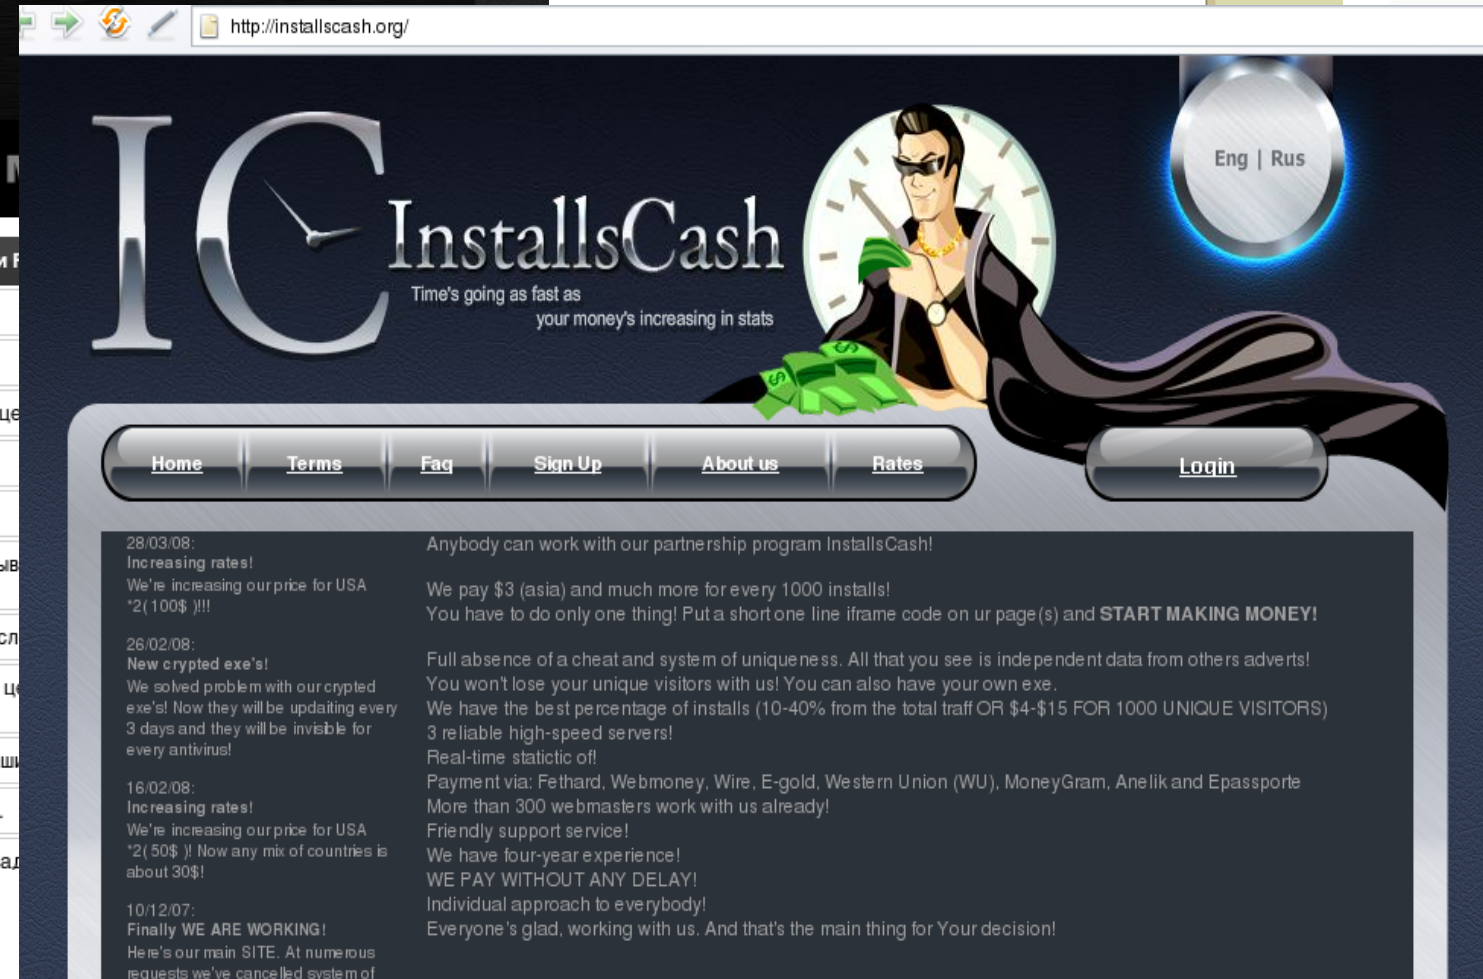 http://installscash.org/
Eng | Rus
IC
InstallsCash
Time's going as fast as
your money's increasing in stats
Home Terms Faq Sign Up About us Rates Login
28/03/08:
Increasing rates!
We're increasing our price for USA
*2( 100$ )!!!
26/02/08:
New crypted exe's!
We solved problem with our crypted
exe's! Now they will be updaiting every
3 days and they will be invisible for
every antivirus!
16/02/08:
Increasing rates!
We're increasing our price for USA
*2( 50$ )! Now any mix of countries is
about 30$!
10/12/07:
Finally WE ARE WORKING!
Here's our main SITE. At numerous
requests we've cancelled system of
Anybody can work with our partnership program InstallsCash!
We pay $3 (asia) and much more for every 1000 installs!
You have to do only one thing! Put a short one line iframe code on ur page(s) and START MAKING MONEY!
Full absence of a cheat and system of uniqueness. All that you see is independent data from others adverts!
You won't lose your unique visitors with us! You can also have your own exe.
We have the best percentage of installs (10-40% from the total traff OR $4-$15 FOR 1000 UNIQUE VISITORS)
3 reliable high-speed servers!
Real-time statictic of!
Payment via: Fethard, Webmoney, Wire, E-gold, Western Union (WU), MoneyGram, Anelik and Epassporte
More than 300 webmasters work with us already!
Friendly support service!
We have four-year experience!
WE PAY WITHOUT ANY DELAY!
Individual approach to everybody!
Everyone's glad, working with us. And that's the main thing for Your decision!